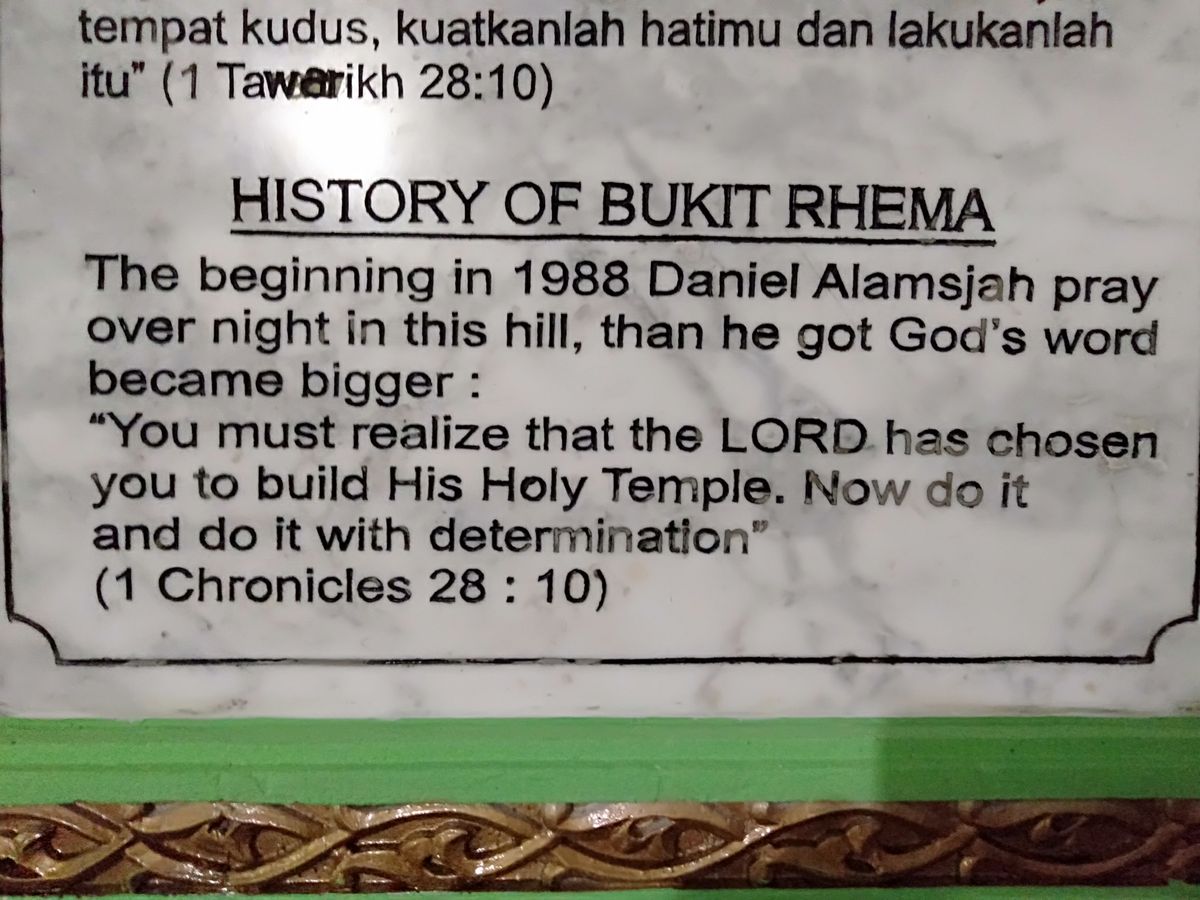 tempat kudus, kuatkanlah hatimu dan lakukanlah
itu” (1 Tawarikh 28:10)
HISTORY OF BUKIT RHEMA
The beginning in 1988 Daniel Alamsjah pray
over night in this hill, than he got God’s word
became bigger :
“You must realize that the LORD has chosen
you to build His Holy Temple. Now do it
and do it with determination”
(1 Chronicles 28 : 10)